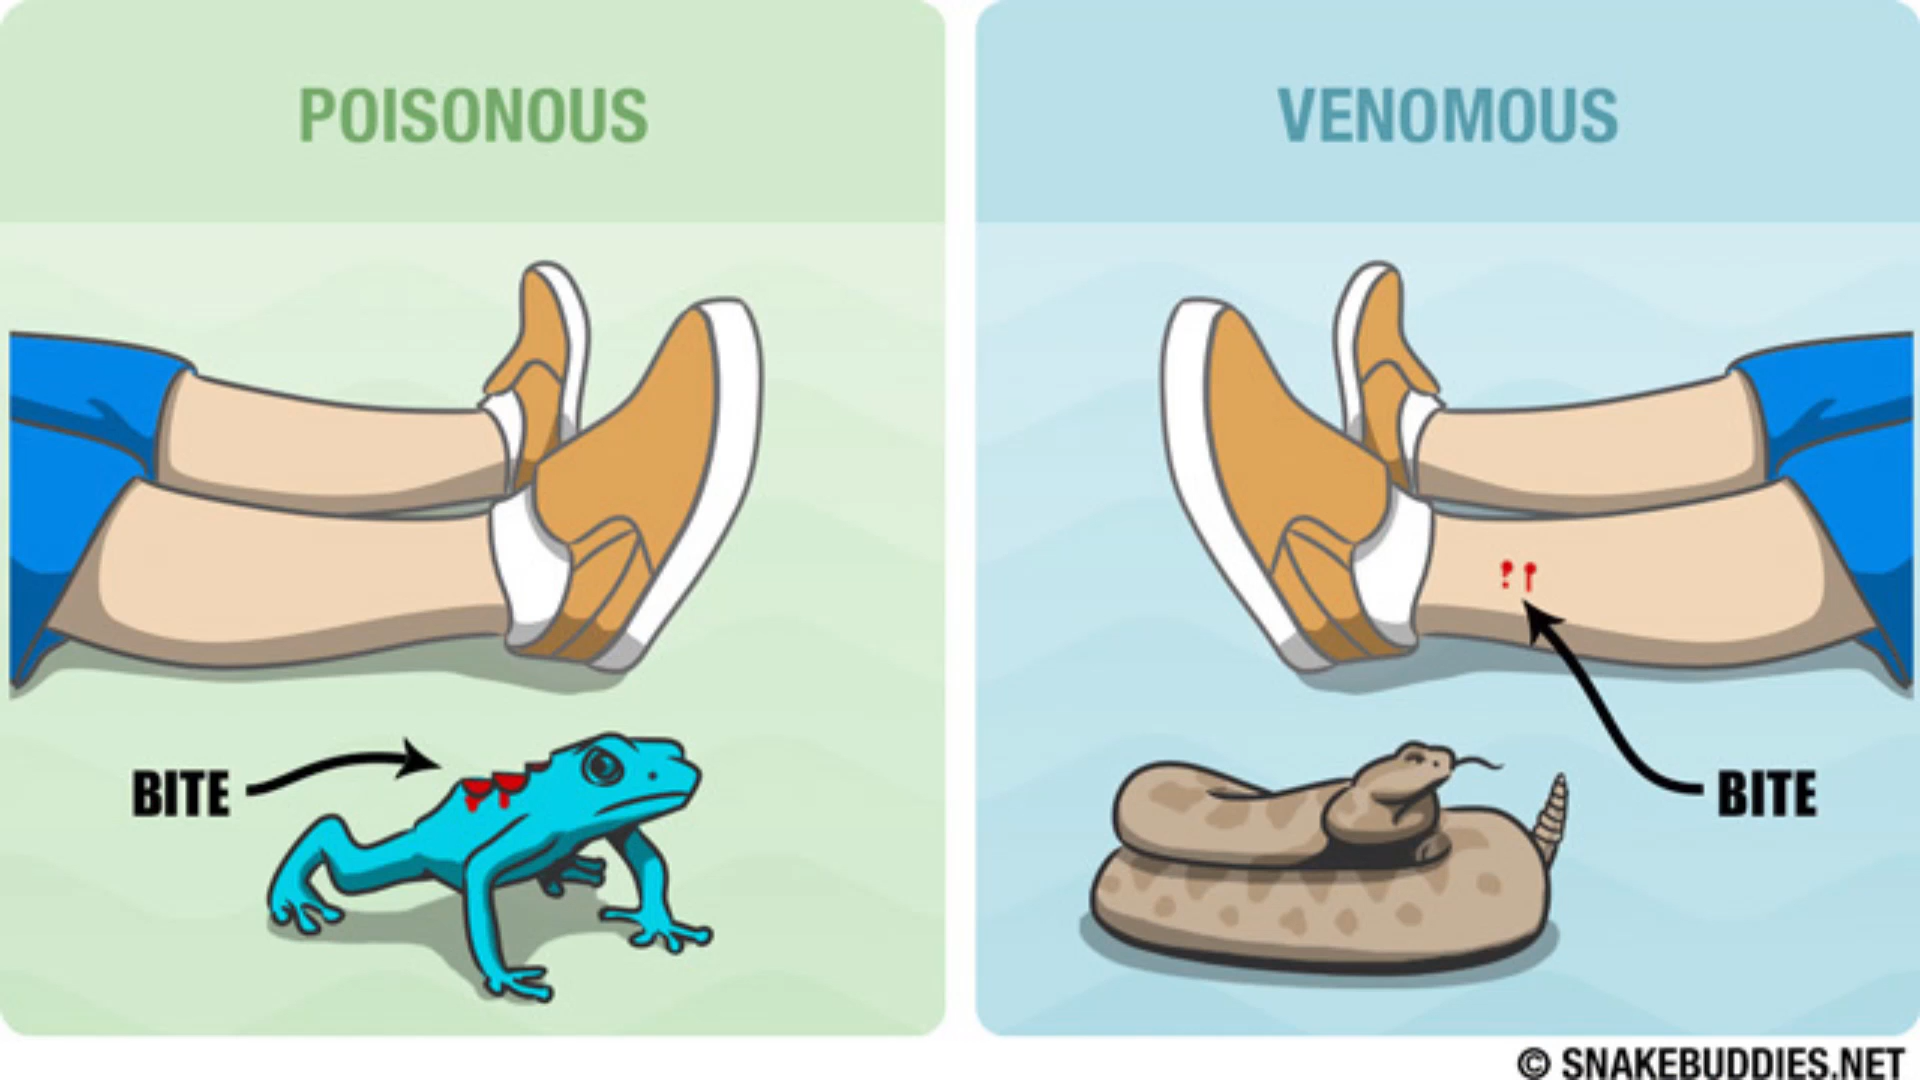 POISONOUS
VENOMOUS
BITE
BITE
© SNAKEBUDDIES.NET